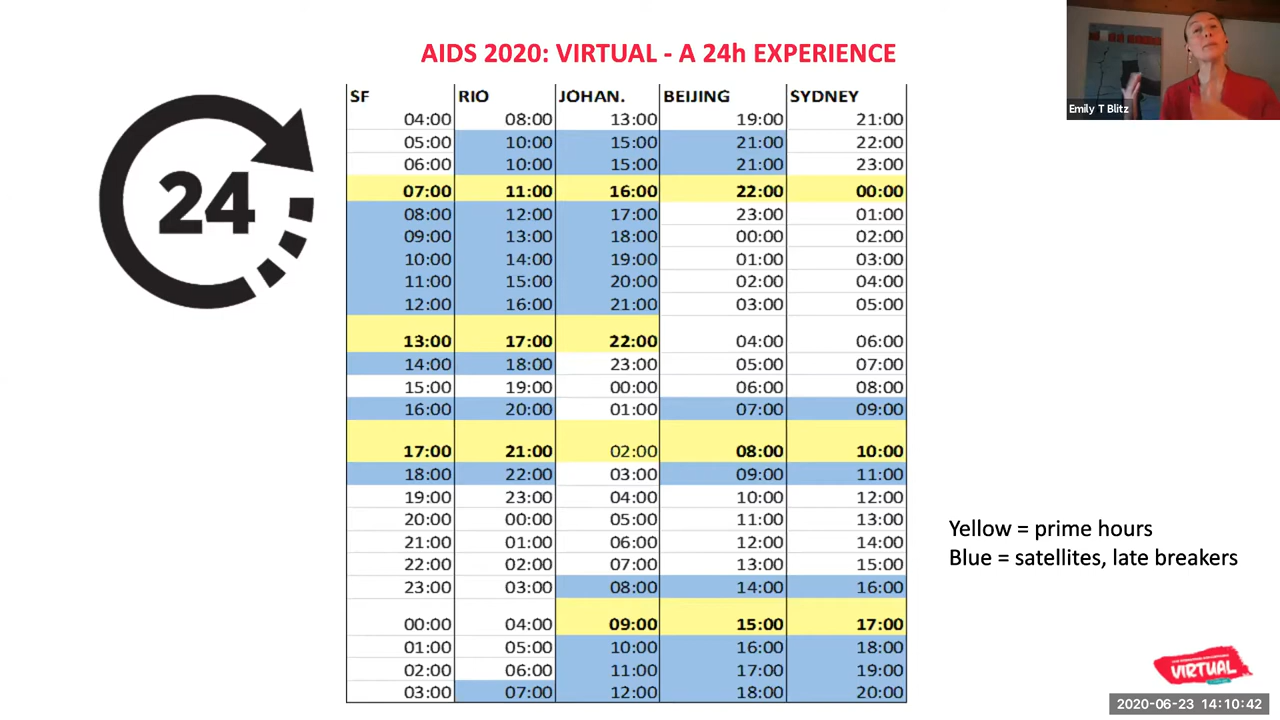 AIDS 2020: VIRTUAL - A 24h EXPERIENCE
Emily T Blitz
24
SF RIO JOHAN. BEIJING SYDNEY
04:00 08:00 13:00 19:00 21:00
05:00 10:00 15:00 21:00 22:00
06:00 10:00 15:00 21:00 23:00
07:00 11:00 16:00 22:00 00:00
08:00 12:00 17:00 23:00 01:00
09:00 13:00 18:00 00:00 02:00
10:00 14:00 19:00 01:00 03:00
11:00 15:00 20:00 02:00 04:00
12:00 16:00 21:00 03:00 05:00
13:00 17:00 22:00 04:00 06:00
14:00 18:00 23:00 05:00 07:00
15:00 19:00 00:00 06:00 08:00
16:00 20:00 01:00 07:00 09:00
17:00 21:00 02:00 08:00 10:00
18:00 22:00 03:00 09:00 11:00
19:00 23:00 04:00 10:00 12:00
20:00 00:00 05:00 11:00 13:00
21:00 01:00 06:00 12:00 14:00
22:00 02:00 07:00 13:00 15:00
23:00 03:00 08:00 14:00 16:00
00:00 04:00 09:00 15:00 17:00
01:00 05:00 10:00 16:00 18:00
02:00 06:00 11:00 17:00 19:00
03:00 07:00 12:00 18:00 20:00
Yellow = prime hours
Blue = satellites, late breakers
VIRTUAL
2020-06-23 14:10:42